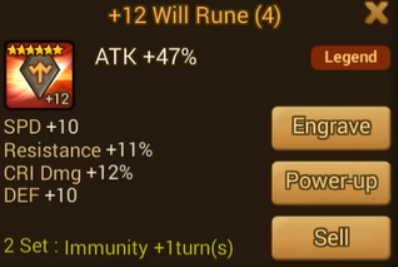 +12 Will Rune (4)
ATK +47%
Legend
+12
SPD +10
Resistance +11%
CRI Dmg +12%
DEF +10
Engrave
Power-up
Sell
2 Set : Immunity +1turn(s)